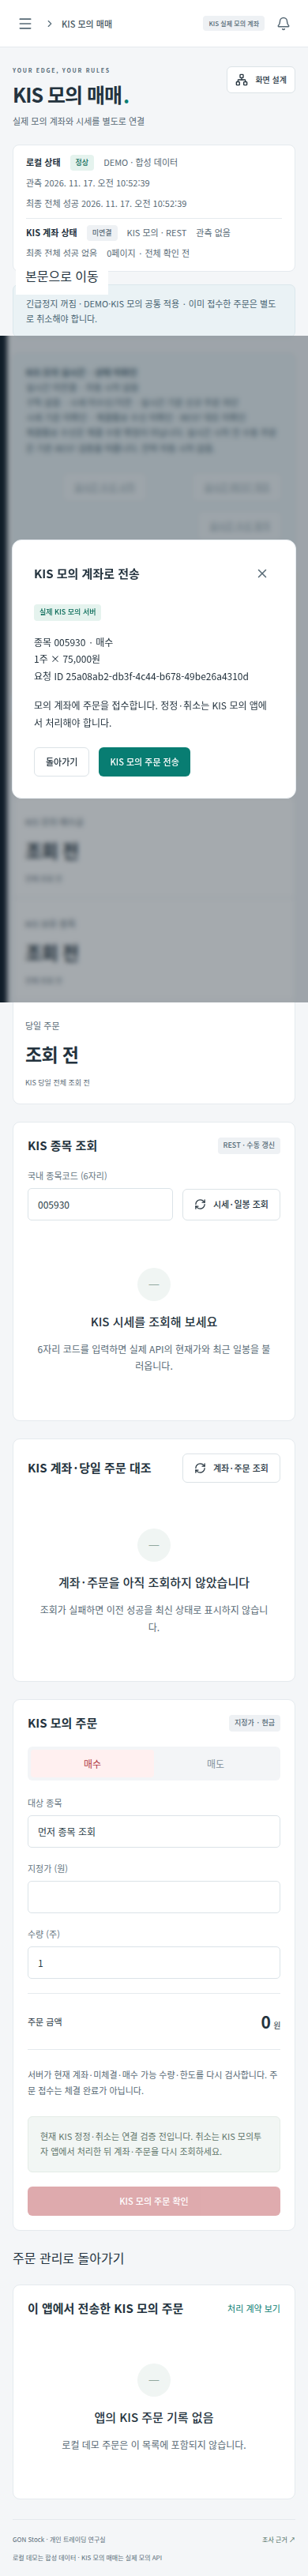 KIS 모의 매매
KIS 실제 모의 계좌
YOUR EDGE, YOUR RULES
KIS 모의 매매.
화면 설계
실제 모의 계좌와 시세를 별도로 연결
로컬 상태 정상 DEMO · 합성 데이터
관측 2026. 11. 17. 오전 10:52:39
최종 전체 성공 2026. 11. 17. 오전 10:52:39
KIS 계좌 상태 미연결 KIS 모의 · REST 관측 없음
최종 전체 성공 없음 0페이지 · 전체 확인 전
본문으로 이동
긴급정지 꺼짐 · DEMO·KIS 모의 공통 적용 · 이미 접수한 주문은 별도
로 취소해야 합니다.
KIS 모의 계좌로 전송
실제 KIS 모의 서버
종목 005930 · 매수
1주 × 75,000원
요청 ID 25a08ab2-db3f-4c44-b678-49be26a4310d
모의 계좌에 주문을 접수합니다. 정정·취소는 KIS 모의 앱에
서 처리해야 합니다.
돌아가기
KIS 모의 주문 전송
조회 전
조회 전
당일 주문
조회 전
KIS 당일 전체 조회 전
KIS 종목 조회
REST · 수동 갱신
국내 종목코드 (6자리)
005930
시세·일봉 조회
KIS 시세를 조회해 보세요
6자리 코드를 입력하면 실제 API의 현재가와 최근 일봉을 불
러옵니다.
KIS 계좌·당일 주문 대조
계좌·주문 조회
계좌·주문을 아직 조회하지 않았습니다
조회가 실패하면 이전 성공을 최신 상태로 표시하지 않습니
다.
KIS 모의 주문
지정가 · 현금
매수
매도
대상 종목
먼저 종목 조회
지정가 (원)
수량 (주)
1
주문 금액
0 원
서버가 현재 계좌·미체결·매수 가능 수량·한도를 다시 검사합니다. 주
문 접수는 체결 완료가 아닙니다.
현재 KIS 정정·취소는 연결 검증 전입니다. 취소는 KIS 모의투
자 앱에서 처리한 뒤 계좌·주문을 다시 조회하세요.
KIS 모의 주문 확인
주문 관리로 돌아가기
이 앱에서 전송한 KIS 모의 주문
처리 계약 보기
앱의 KIS 주문 기록 없음
로컬 데모 주문은 이 목록에 포함되지 않습니다.
GON Stock · 개인 트레이딩 연구실
조사 근거 ↗
로컬 데모는 합성 데이터 · KIS 모의 매매는 실제 모의 API